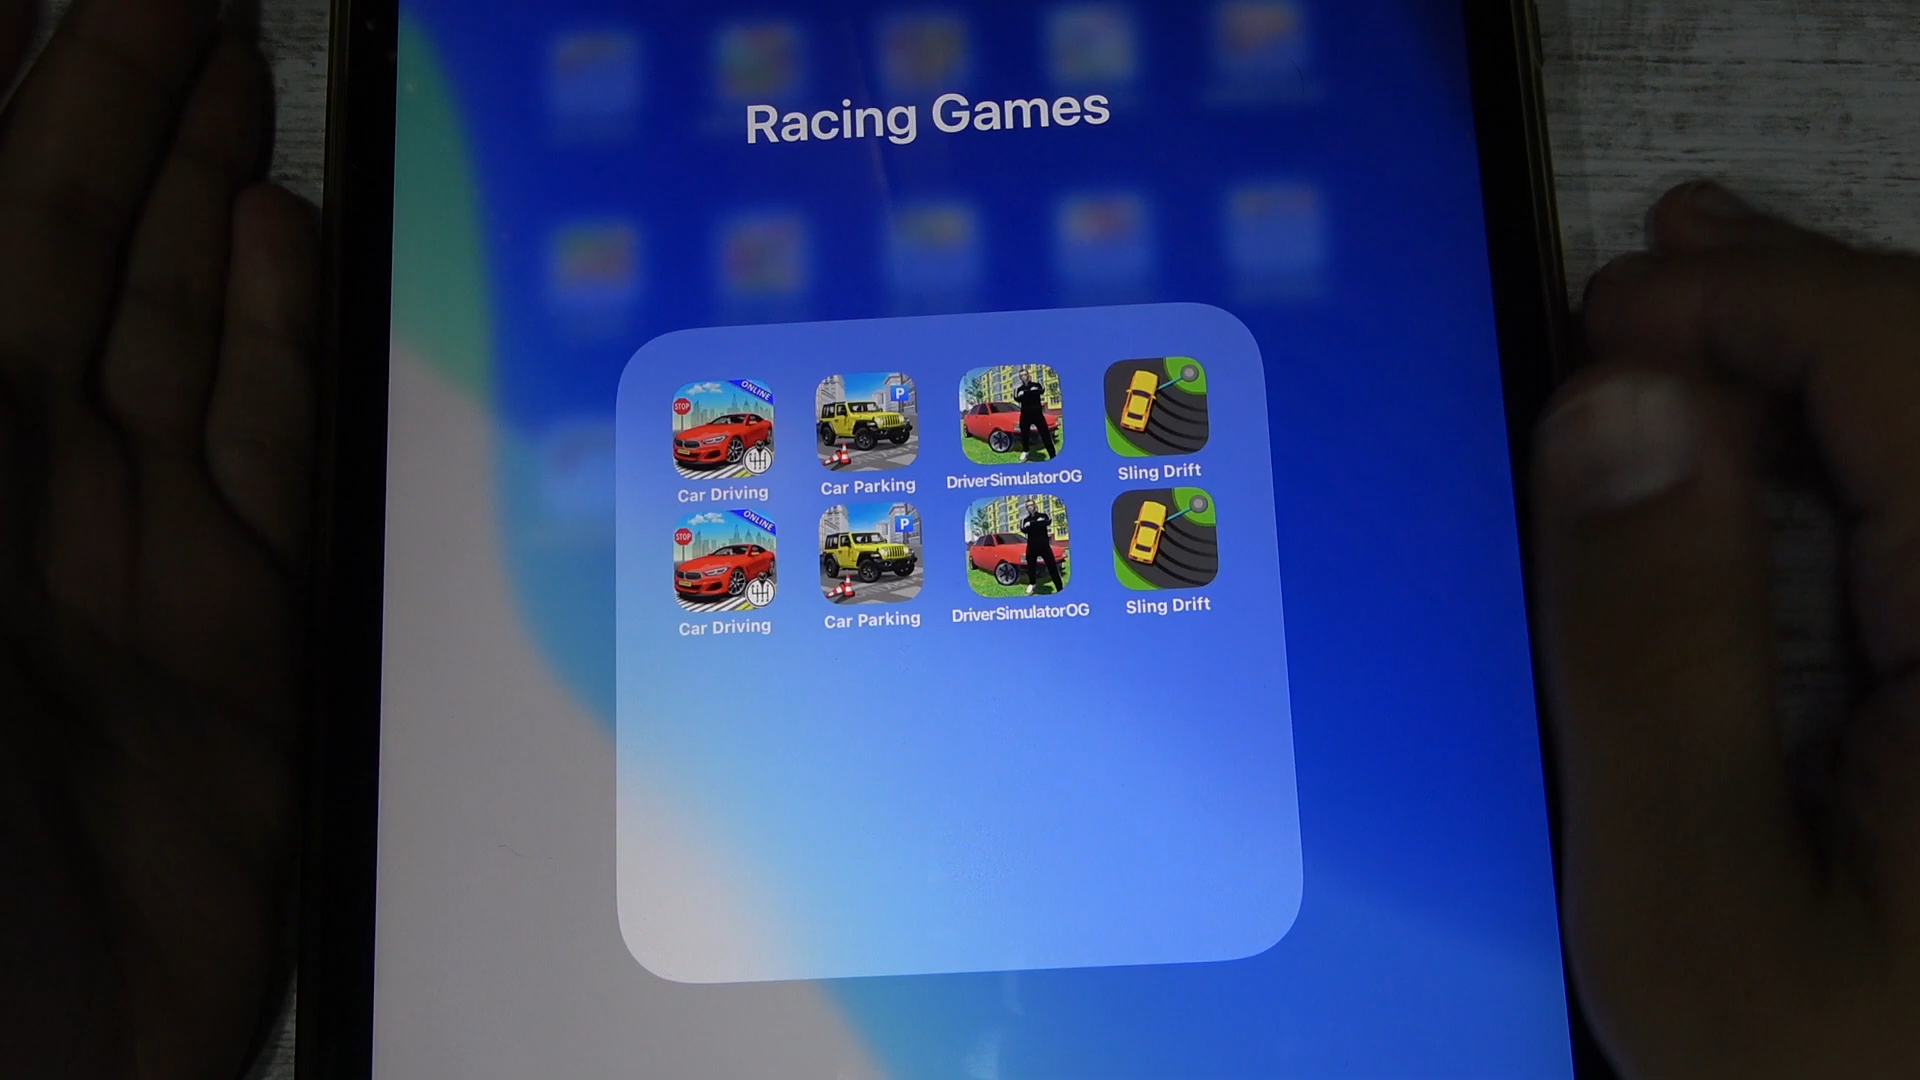 Racing Games
ONLINE
STOP
P
Car Driving
Car Parking
DriverSimulatorOG
Sling Drift
ONLINE
STOP
P
Car Driving
Car Parking
DriverSimulatorOG
Sling Drift